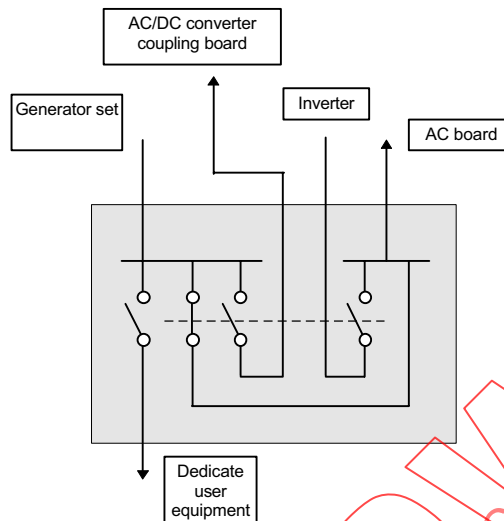 AC/DC converter
coupling board
Generator set
Inverter
AC board
Dedicate
user
equipment